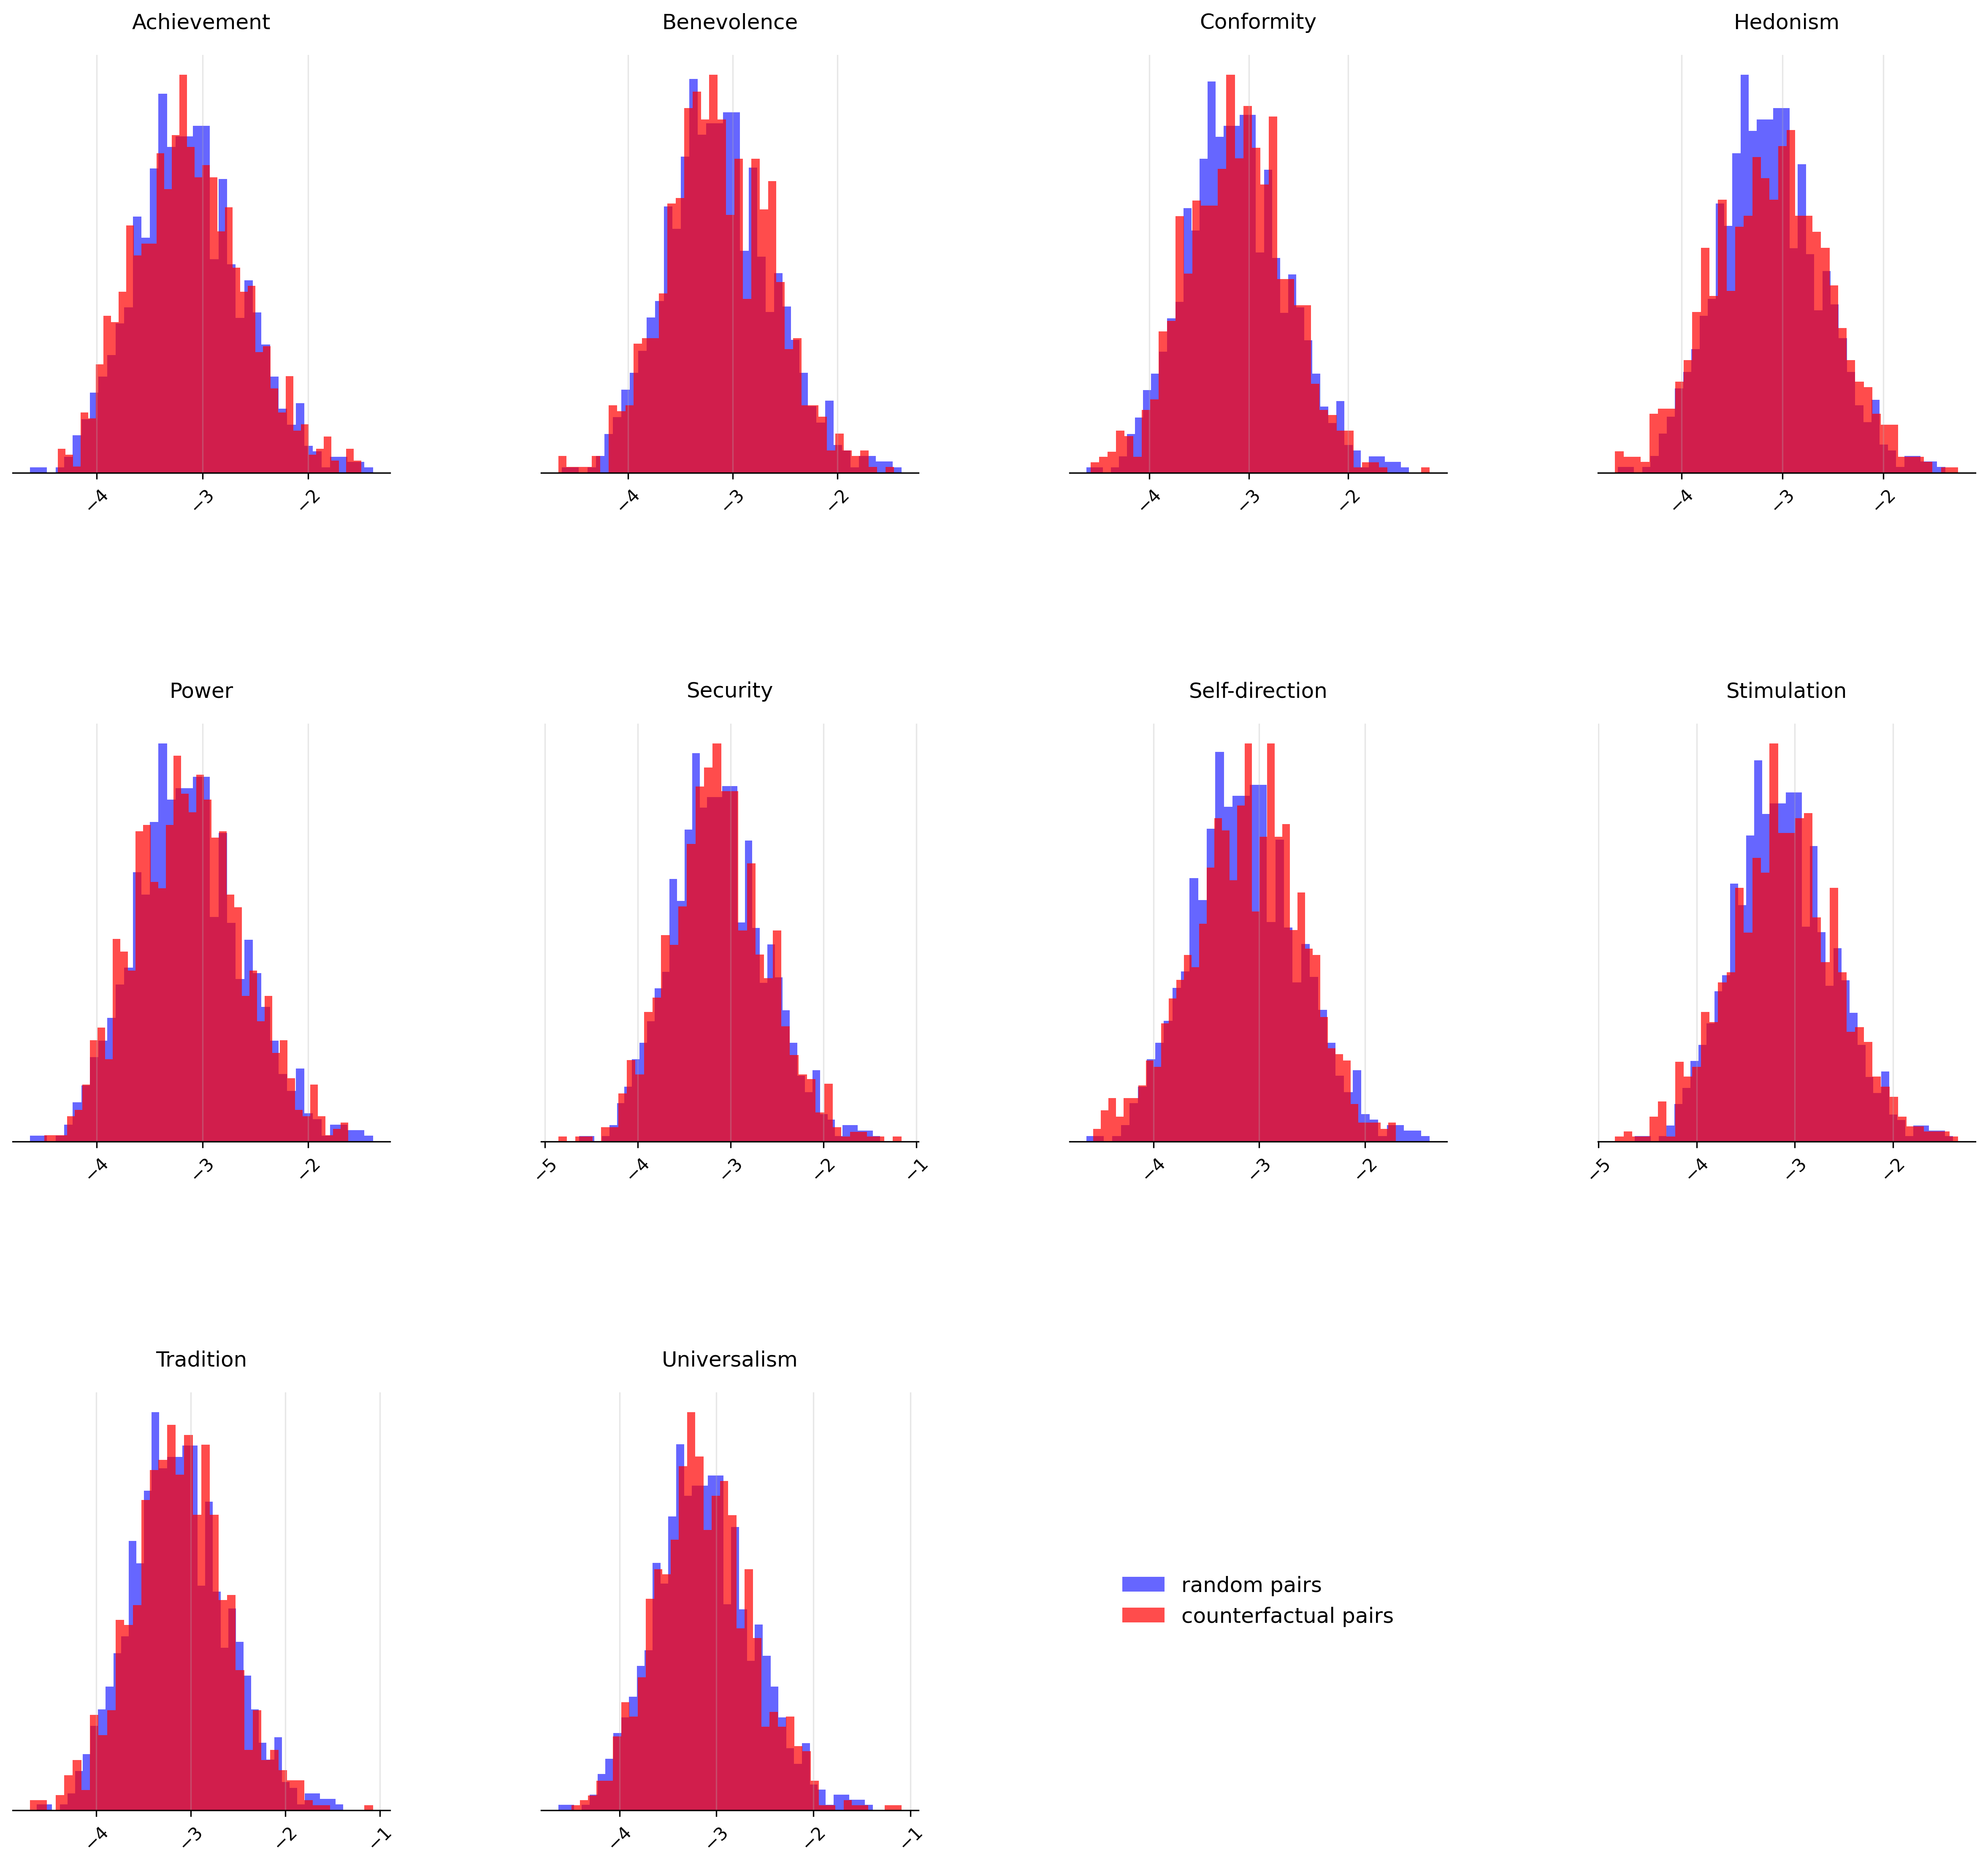 Achievement
Benevolence
Conformity
Hedonism
−4 −3 −2
−4 −3 −2
−4 −3 −2
−4 −3 −2
Power
Security
Self-direction
Stimulation
−4 −3 −2
−5 −4 −3 −2 −1
−4 −3 −2
−5 −4 −3 −2
Tradition
Universalism
random pairs
counterfactual pairs
−4 −3 −2 −1
−4 −3 −2 −1